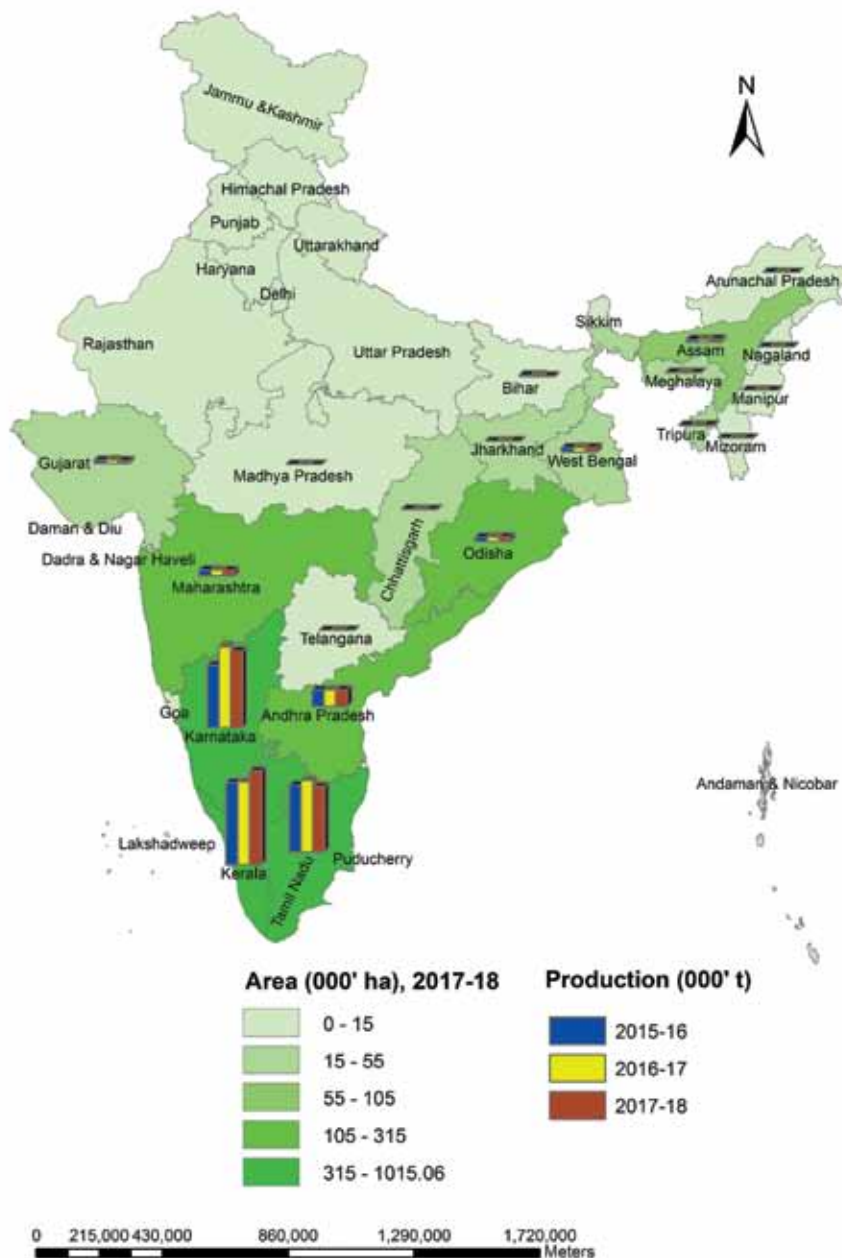 N
Jammu &Kashmir
Himachal Pradesh
Punjab
Uttarakhand
Haryana
Delhi
Arunachal Pradesh
Sikkim
Rajasthan
Uttar Pradesh
Assam
Nagaland
Bihar
Meghalaya
Manipur
Tripura
Mizoram
Jharkhand
West Bengal
Gujarat
Madhya Pradesh
Chhattisgarh
Daman & Diu
Odisha
Dadra & Nagar Haveli
Maharashtra
Telangana
Goa
Andhra Pradesh
Karnataka
Andaman & Nicobar
Lakshadweep
Puducherry
Kerala
Tamil Nadu
Area (000' ha), 2017-18
0 - 15
15 - 55
55 - 105
105 - 315
315 - 1015.06
Production (000' t)
2015-16
2016-17
2017-18
0 215,000 430,000 860,000 1,290,000 1,720,000
Meters